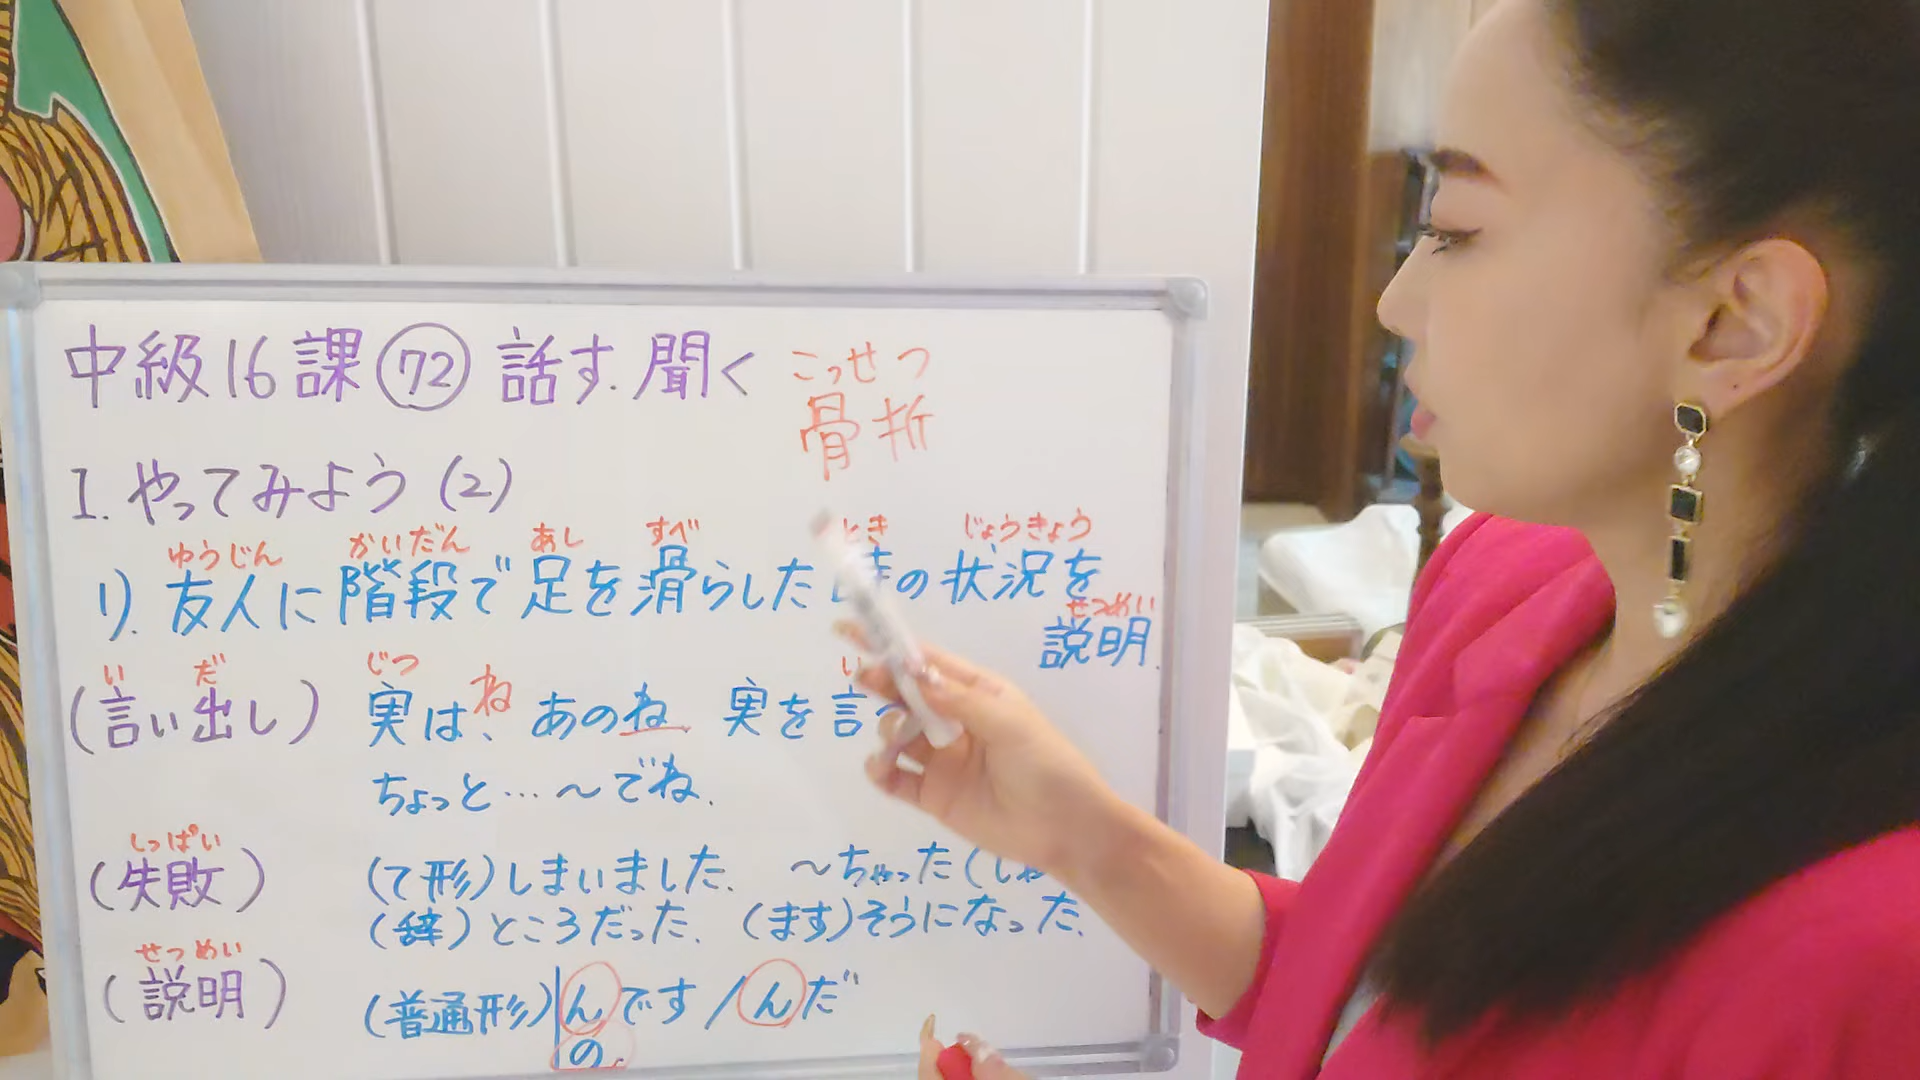 中級16課 72 話す.聞く
こっせつ
骨折
I. やってみよう (2)
ゆうじん かいだん あし すべ とき じょうきょう
1). 友人に階段で足を滑らした時の状況を
せつめい
説明.
い だ じつ い
(言い出し) 実は、ね あのね 実を言
ちょっと… 〜でね.
しっぱい
(失敗) (て形)しまいました. 〜ちゃった(じゃ
(辞)ところだった. (ます)そうになった.
せつめい
(説明) (普通形)んです/んだ
の.